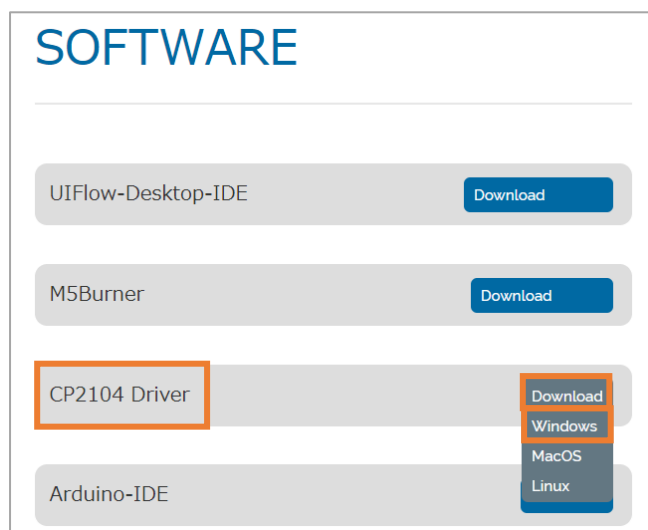 SOFTWARE
UIFlow-Desktop-IDE
Download
M5Burner
Download
CP2104 Driver
Download
Windows
MacOS
Linux
Arduino-IDE